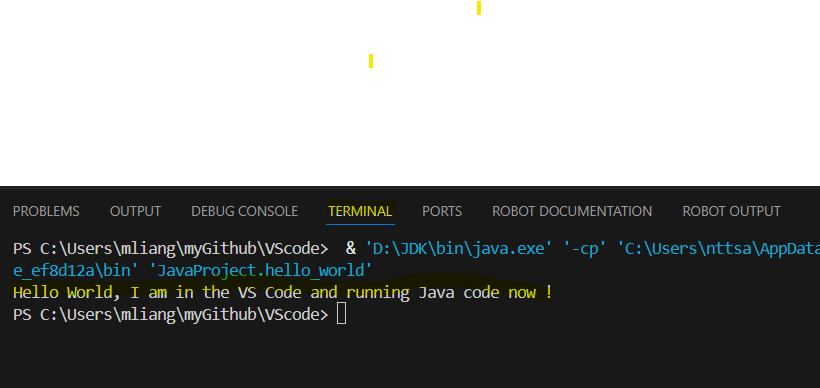 PROBLEMS OUTPUT DEBUG CONSOLE TERMINAL PORTS ROBOT DOCUMENTATION ROBOT OUTPUT
PS C:\Users\mliang\myGithub\VScode>  & 'D:\JDK\bin\java.exe' '-cp' 'C:\Users\nttsa\AppData
e_ef8d12a\bin' 'JavaProject.hello_world'
Hello World, I am in the VS Code and running Java code now !
PS C:\Users\mliang\myGithub\VScode>